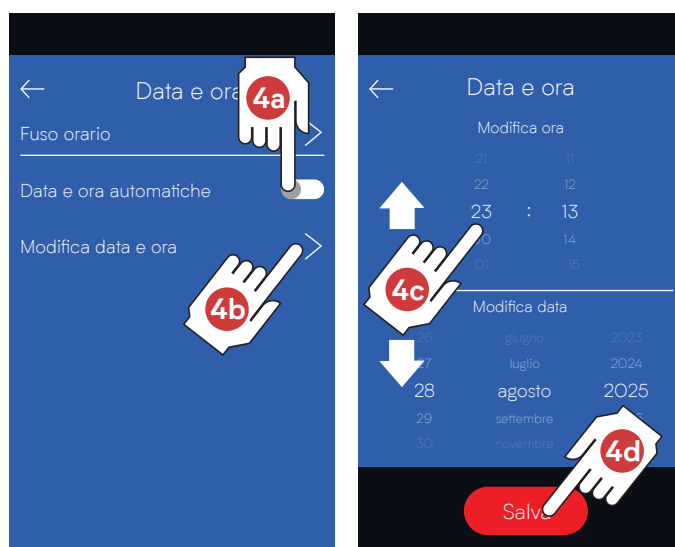 Data e ora
4a
Fuso orario
Data e ora automatiche
Modifica data e ora
4b
Data e ora
Modifica ora
21 11
22 12
23 : 13
14
01 15
4c
Modifica data
26 giugno 2023
27 luglio 2024
28 agosto 2025
29 settembre
30 novembre
4d
Salva